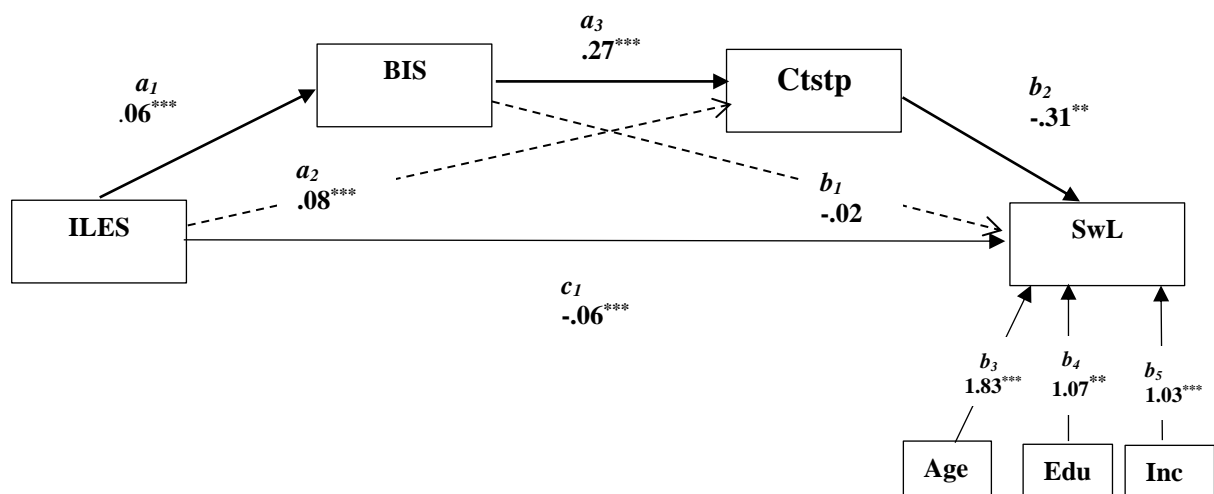 a3
.27***
BIS
Ctstp
a1
.06***
b2
-.31**
a2
.08***
b1
-.02
ILES
SwL
c1
-.06***
b3
1.83***
b4
1.07**
b5
1.03***
Age
Edu
Inc